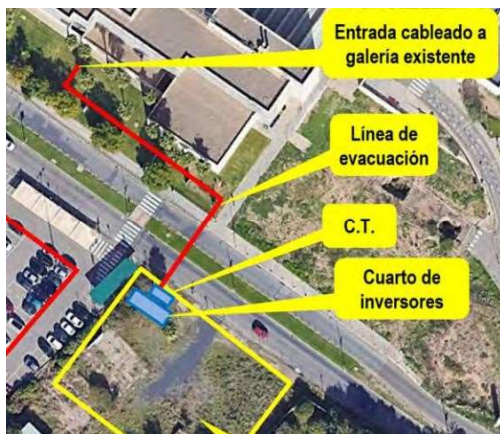 Entrada cableado a
galería existente
Línea de
evacuación
C.T.
Cuarto de
inversores